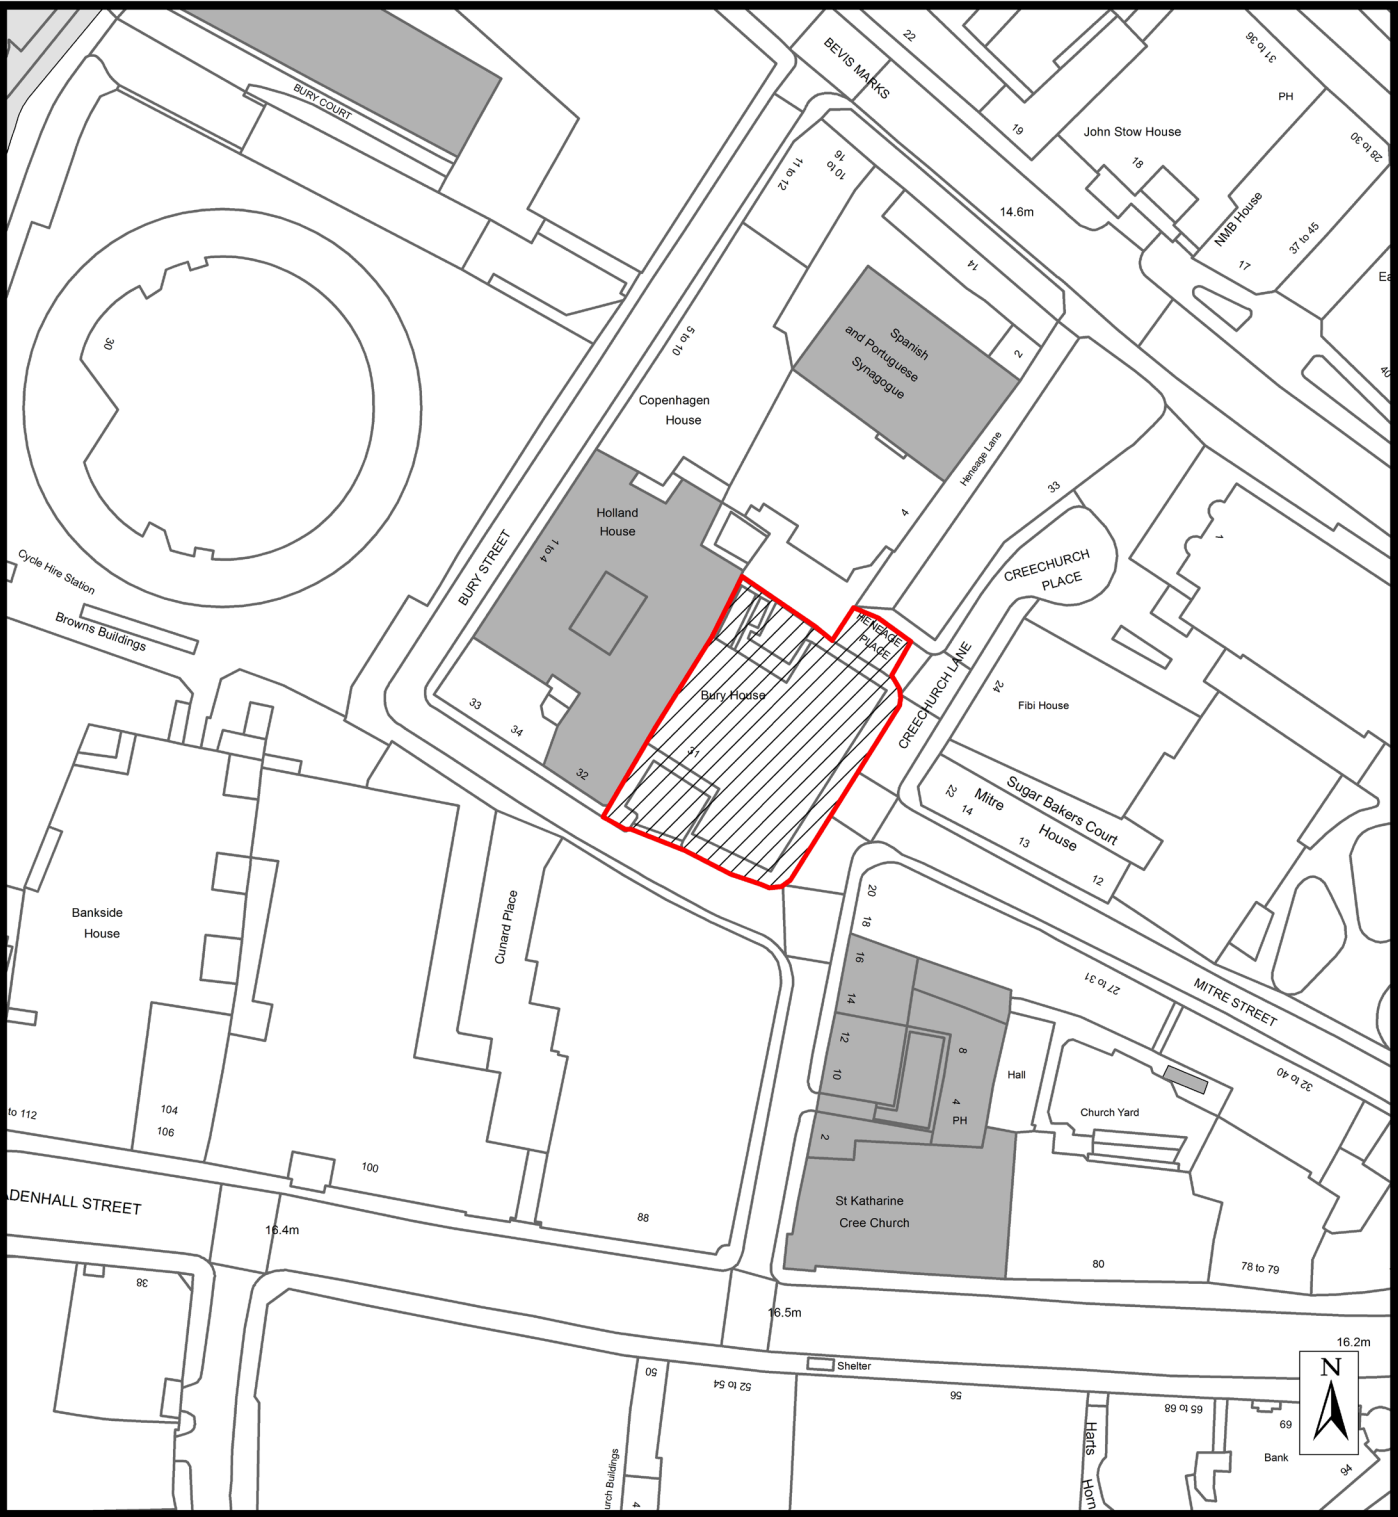 22
BEVIS MARKS
31 to 36
PH
BURY COURT
19
John Stow House
18
28 to 30
11 to 12
10 to
16
14.6m
NMB House
37 to 45
17
14
30
5 to 10
Spanish
and Portuguese
Synagogue
2
40
Copenhagen
House
Heneage Lane
33
4
Holland
House
1 to 4
1
BURY STREET
CREECHURCH
PLACE
Cycle Hire Station
Browns Buildings
HENEAGE
PLACE
CREECHURCH LANE
24
Fibi House
Bury House
33
34
31
32
22
Mitre
House
14
13
12
Sugar Bakers Court
20
18
16
14
12
10
8
4
PH
2
Bankside
House
Cunard Place
27 to 31
MITRE STREET
32 to 40
Hall
Church Yard
to 112
104
106
100
88
St Katharine
Cree Church
80
78 to 79
ADENHALL STREET
16.4m
38
16.5m
16.2m
Shelter
50
52 to 54
56
65 to 68
69
Bank
94
N
urch Buildings
4
Harts
Horn